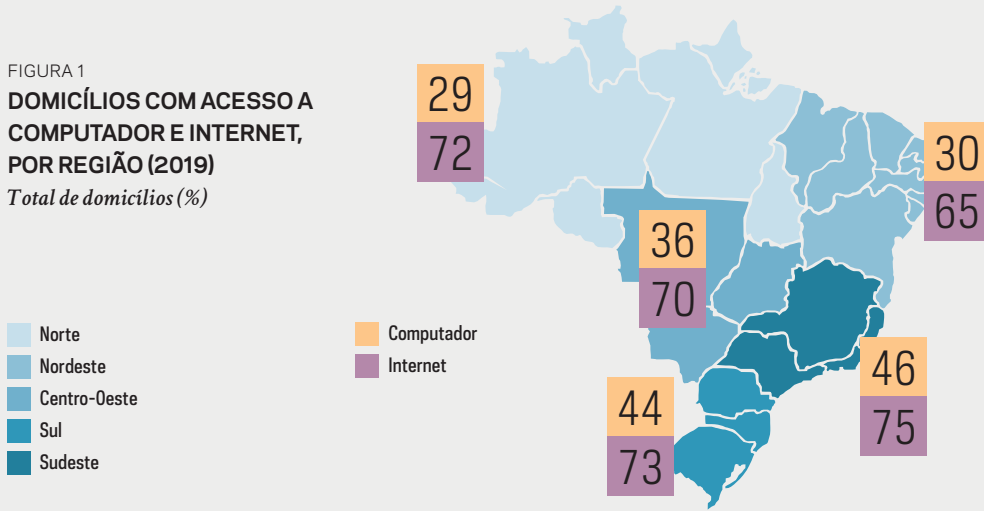 FIGURA 1
DOMICÍLIOS COM ACESSO A
COMPUTADOR E INTERNET,
POR REGIÃO (2019)
Total de domicílios (%)
Norte
Nordeste
Centro-Oeste
Sul
Sudeste
Computador
Internet
29
72
30
65
36
70
46
75
44
73